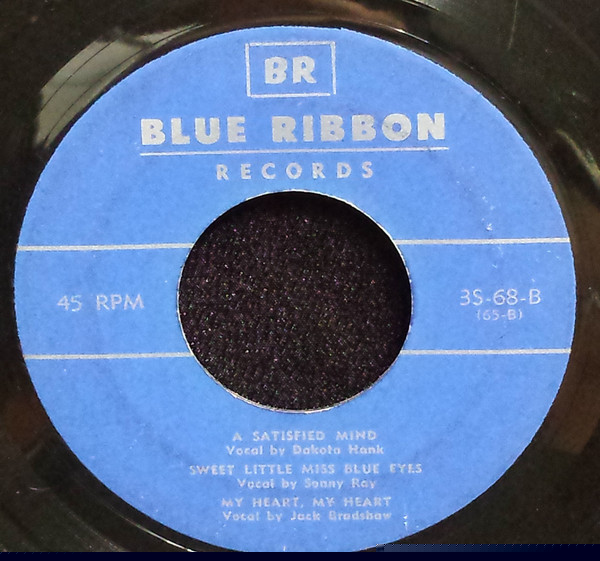 BR
BLUE RIBBON
RECORDS
45 RPM
3S-68-B
(65-B)
A SATISFIED MIND
Vocal by Dakota Hank
SWEET LITTLE MISS BLUE EYES
Vocal by Sonny Ray
MY HEART, MY HEART
Vocal by Jack Bradshaw